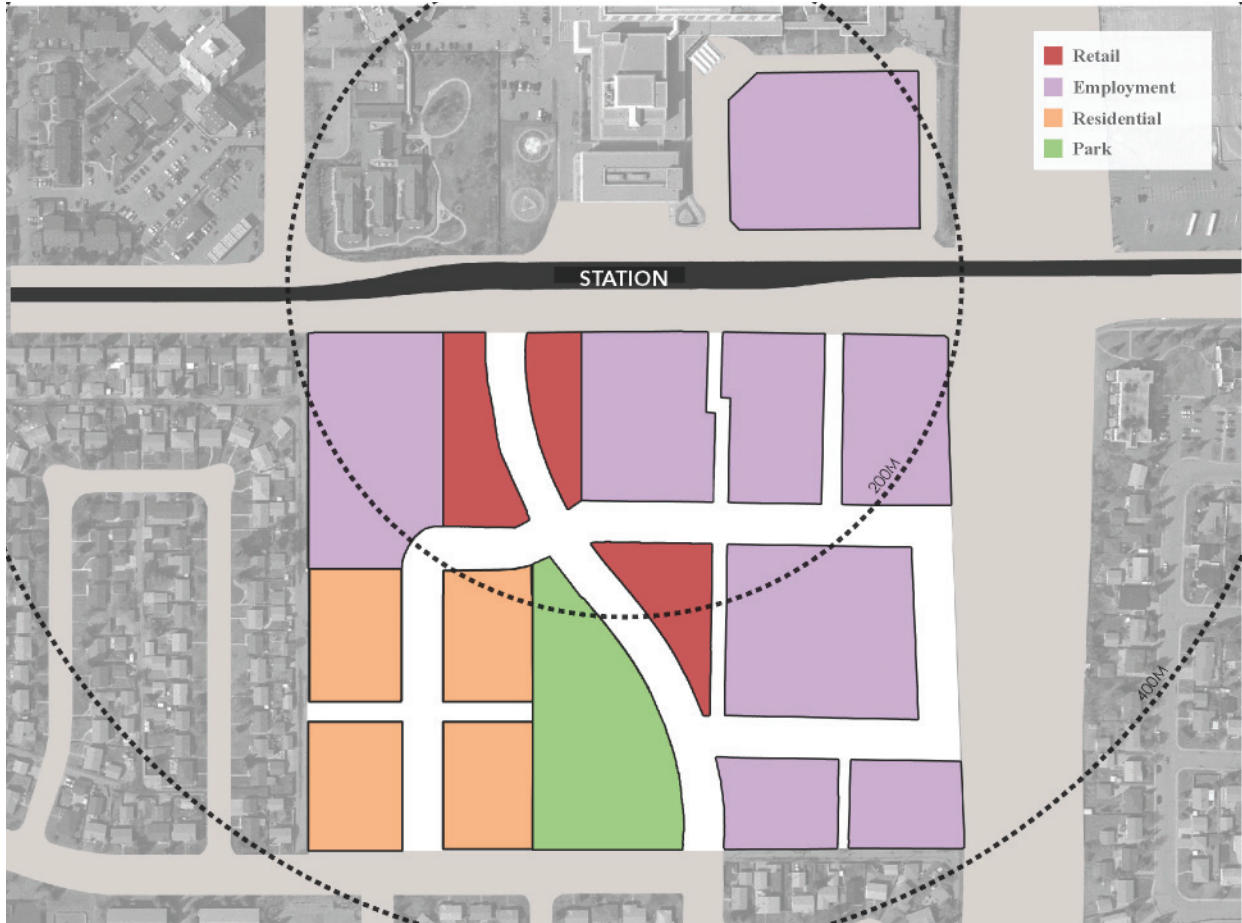 Retail
Employment
Residential
Park
STATION
200M
400M